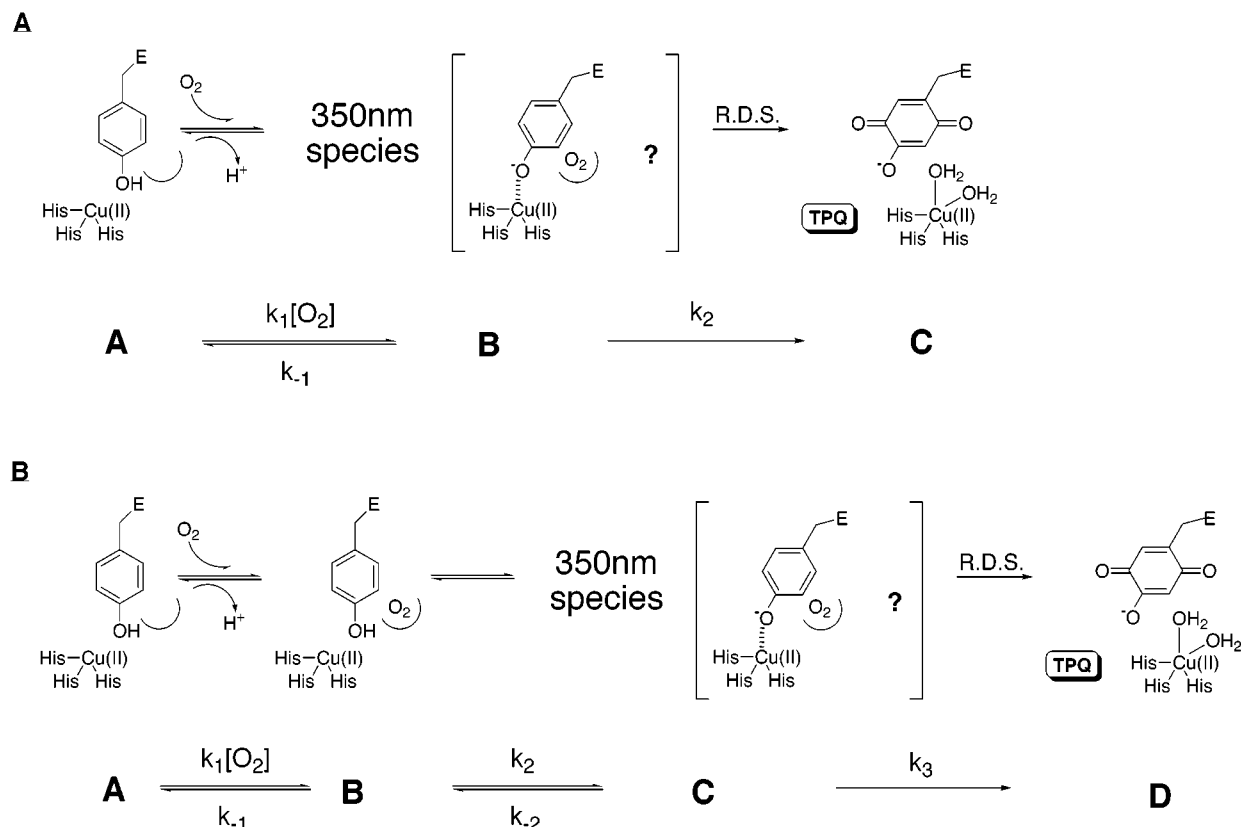 A
E
O₂
OH
H⁺
His Cu(II)
His His
350nm
species
E
⁻O
O₂
?
His Cu(II)
His His
R.D.S.
E
O
O
⁻O
OH₂
OH₂
TPQ
His Cu(II)
His His
A
k₁[O₂]
k₋₁
B
k₂
C
B
E
O₂
OH
H⁺
His Cu(II)
His His
E
O₂
OH
His Cu(II)
His His
350nm
species
E
⁻O
O₂
?
His Cu(II)
His His
R.D.S.
E
O
O
⁻O
OH₂
OH₂
TPQ
His Cu(II)
His His
A
k₁[O₂]
k₋₁
B
k₂
k₋₂
C
k₃
D